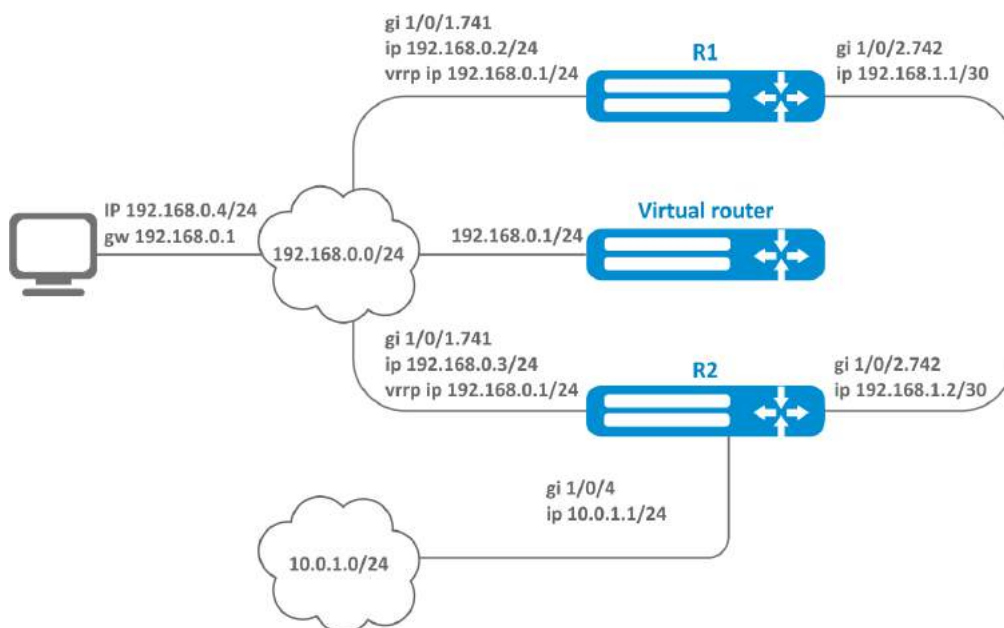 gi 1/0/1.741
ip 192.168.0.2/24
vrrp ip 192.168.0.1/24
R1
gi 1/0/2.742
ip 192.168.1.1/30
IP 192.168.0.4/24
gw 192.168.0.1
192.168.0.0/24
192.168.0.1/24
Virtual router
gi 1/0/1.741
ip 192.168.0.3/24
vrrp ip 192.168.0.1/24
R2
gi 1/0/2.742
ip 192.168.1.2/30
gi 1/0/4
ip 10.0.1.1/24
10.0.1.0/24